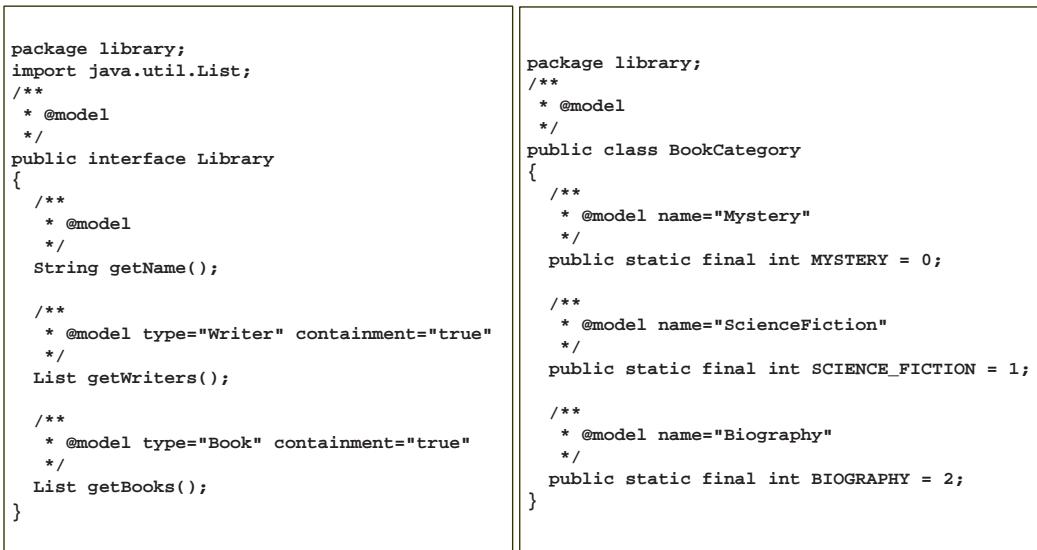 package library;
import java.util.List;
/**
 * @model
 */
public interface Library
{
  /**
   * @model
   */
  String getName();
  /**
   * @model type="Writer" containment="true"
   */
  List getWriters();
  /**
   * @model type="Book" containment="true"
   */
  List getBooks();
}
package library;
/**
 * @model
 */
public class BookCategory
{
  /**
   * @model name="Mystery"
   */
  public static final int MYSTERY = 0;
  /**
   * @model name="ScienceFiction"
   */
  public static final int SCIENCE_FICTION = 1;
  /**
   * @model name="Biography"
   */
  public static final int BIOGRAPHY = 2;
}